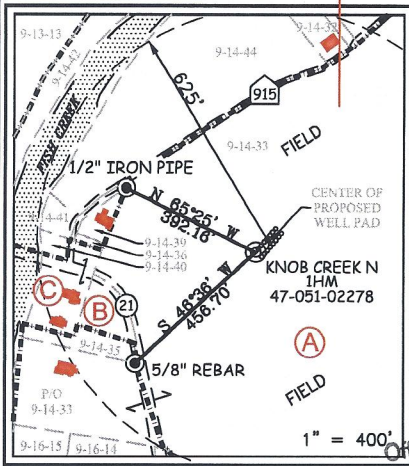 9-13-13
9-14-42
9-14-44
9-14-32
625'
915
FISH CREEK
9-14-33
FIELD
1/2" IRON PIPE
N 65°25' W
392.16'
CENTER OF
PROPOSED
WELL PAD
-41
9-14-39
9-14-36
9-14-40
KNOB CREEK N
1HM
47-051-02278
S 46°36' W
456.70'
C
B
21
A
9-14-35
5/8" REBAR
P/O
9-14-33
FIELD
9-16-15
9-16-14
1" = 400'
Off